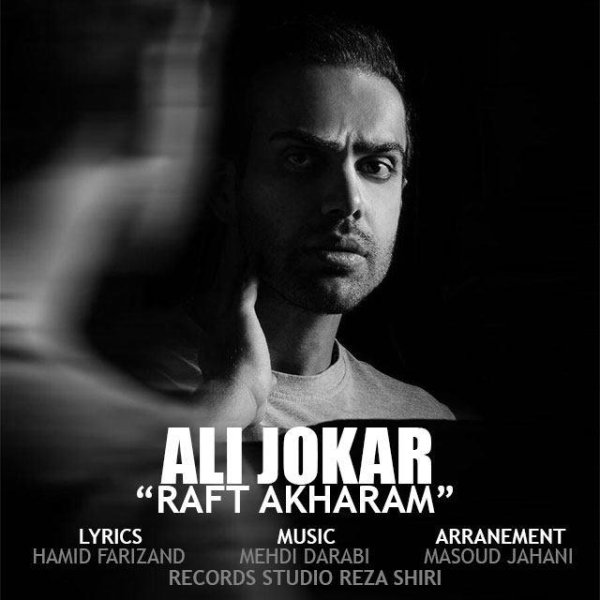 ALI JOKAR
“RAFT AKHARAM”
LYRICS MUSIC ARRANEMENT
HAMID FARIZAND MEHDI DARABI MASOUD JAHANI
RECORDS STUDIO REZA SHIRI